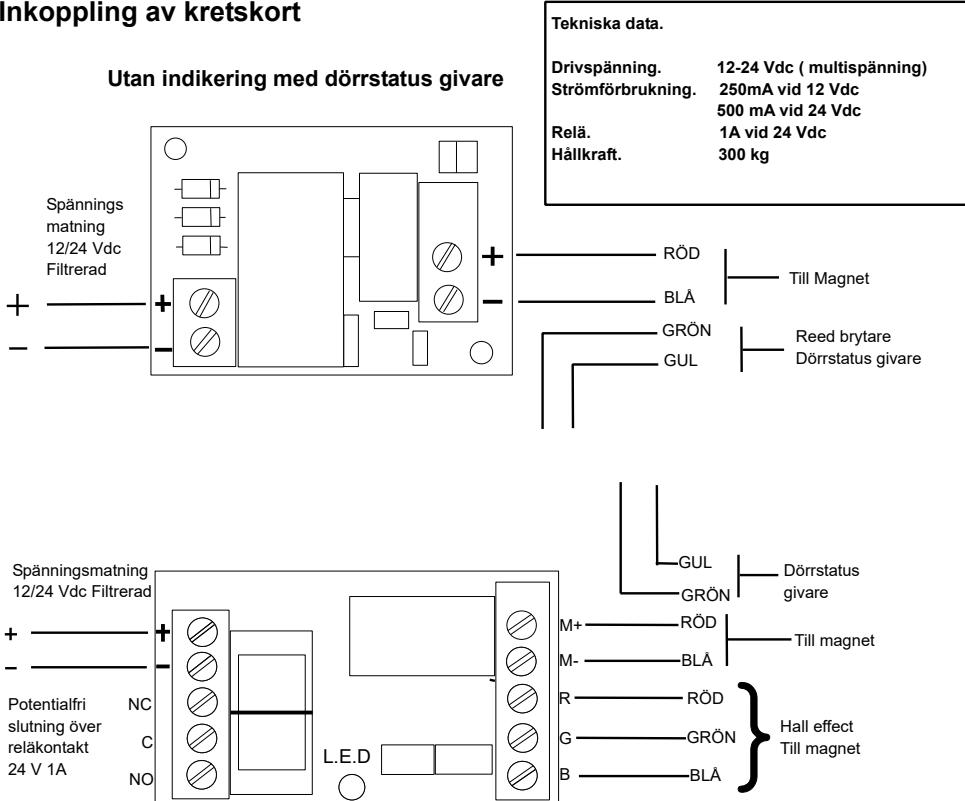 Inkoppling av kretskort
Tekniska data.
Drivspänning. 12-24 Vdc ( multispänning)
Strömförbrukning. 250mA vid 12 Vdc
500 mA vid 24 Vdc
Relä. 1A vid 24 Vdc
Hållkraft. 300 kg
Utan indikering med dörrstatus givare
Spännings
matning
12/24 Vdc
Filtrerad
+
−
+
−
+
−
RÖD
BLÅ
Till Magnet
GRÖN
GUL
Reed brytare
Dörrstatus givare
GUL
GRÖN
Dörrstatus
givare
Spänningsmatning
12/24 Vdc Filtrerad
+
−
+
−
Potentialfri
slutning över
reläkontakt
24 V 1A
NC
C
NO
L.E.D
M+
RÖD
M-
BLÅ
Till magnet
R
RÖD
G
GRÖN
B
BLÅ
Hall effect
Till magnet